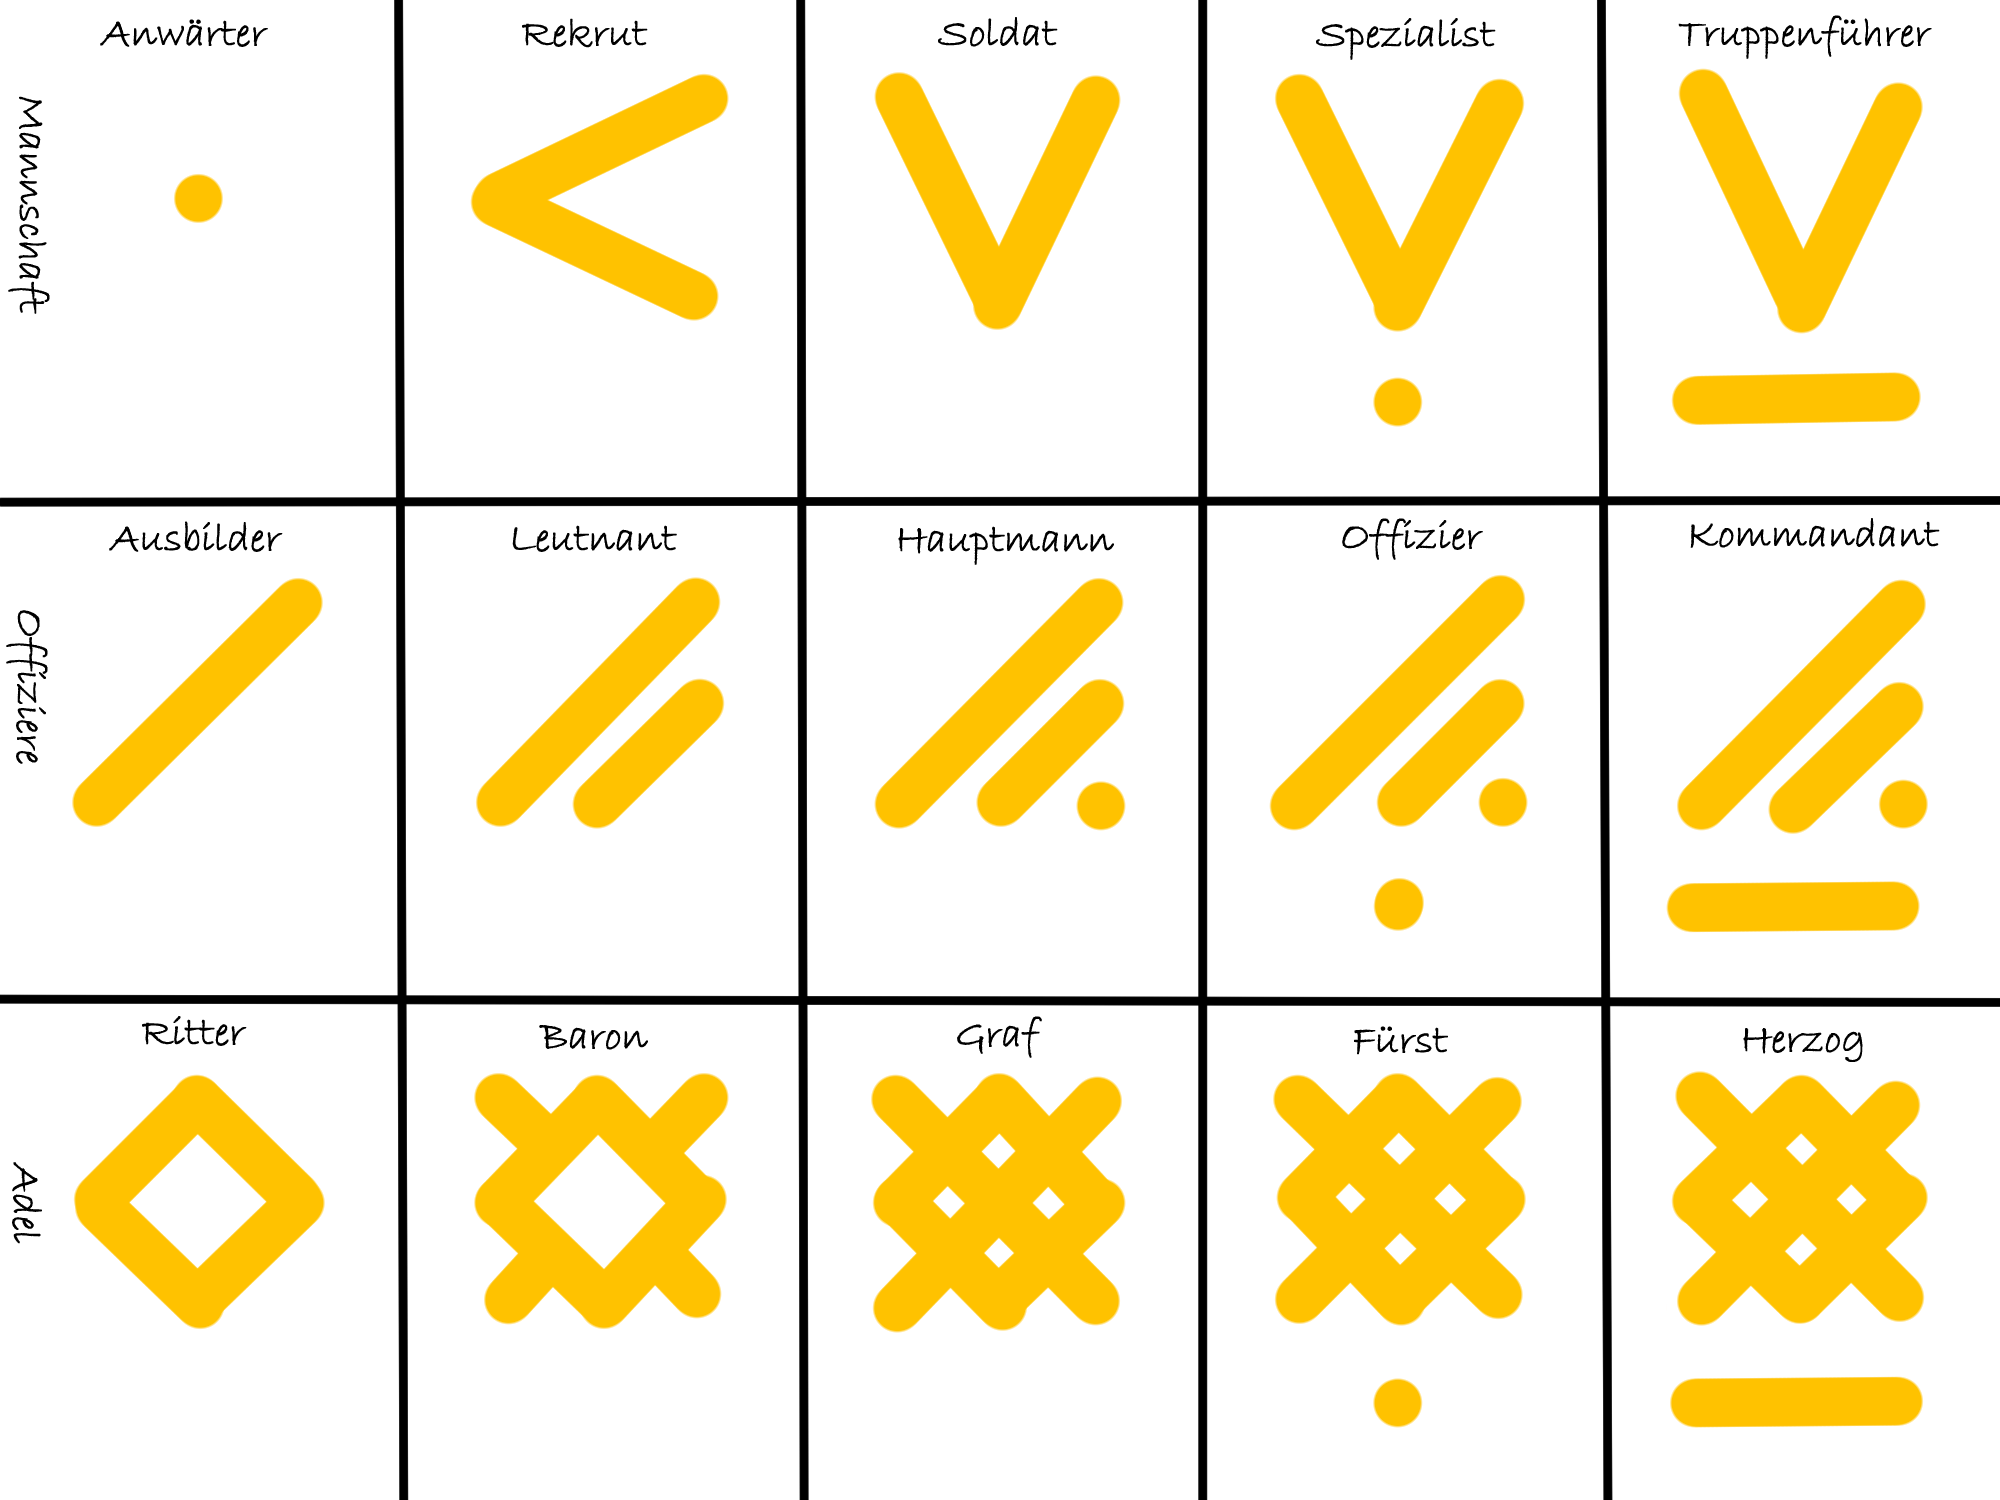 Anwärter
Rekrut
Soldat
Spezialist
Truppenführer
Mannschaft
Ausbilder
Leutnant
Hauptmann
Offizier
Kommandant
Offiziere
Ritter
Baron
Graf
Fürst
Herzog
Adel